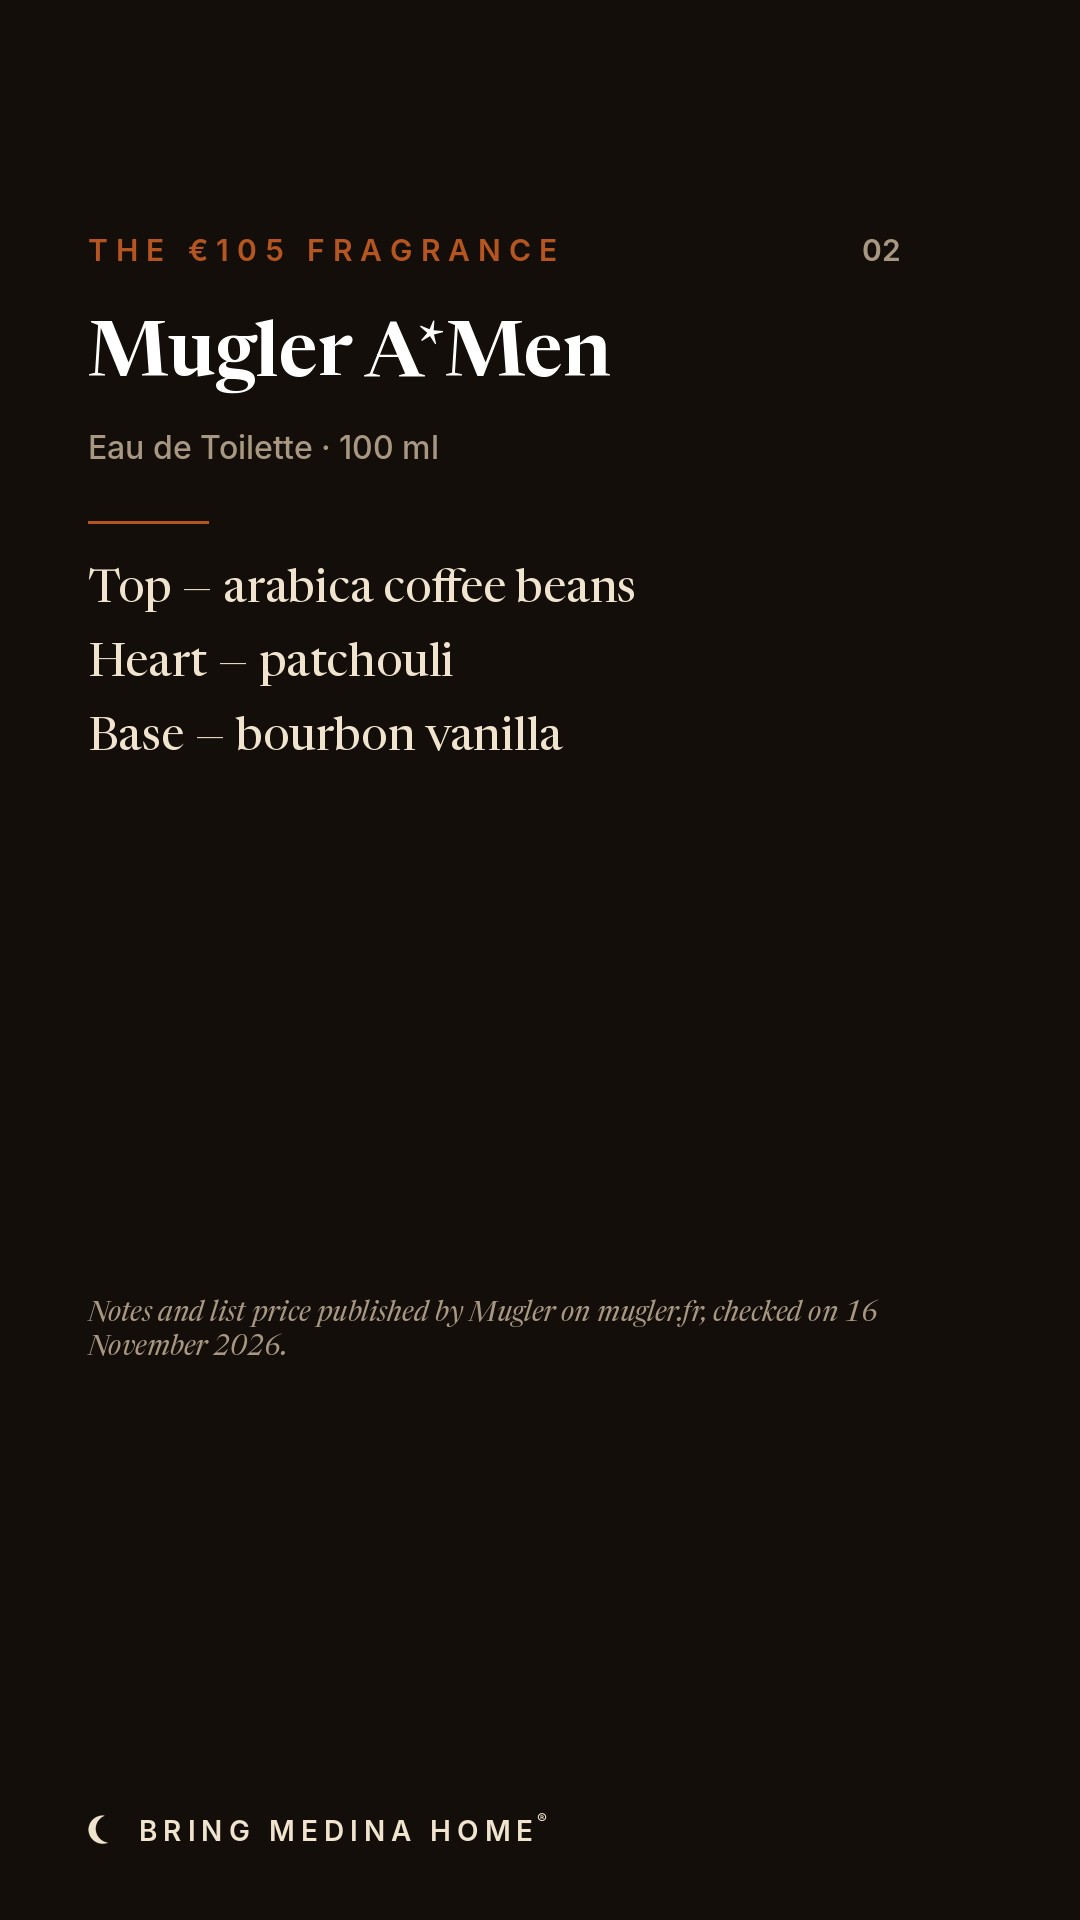 THE €105 FRAGRANCE 02
Mugler A*Men
Eau de Toilette · 100 ml
Top – arabica coffee beans
Heart – patchouli
Base – bourbon vanilla
Notes and list price published by Mugler on mugler.fr, checked on 16
November 2026.
BRING MEDINA HOME®